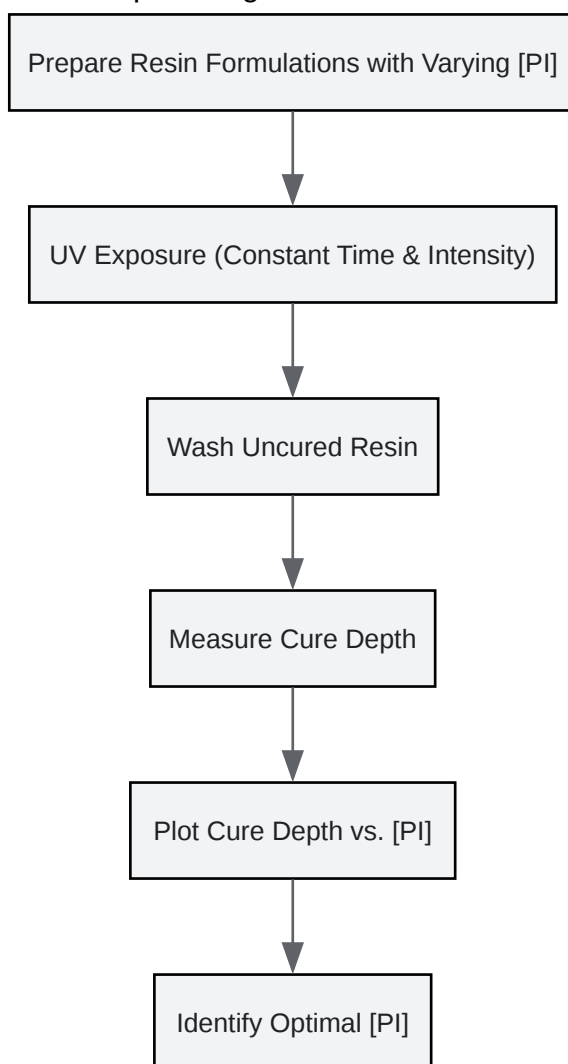 Prepare Resin Formulations with Varying [PI]
UV Exposure (Constant Time & Intensity)
Wash Uncured Resin
Measure Cure Depth
Plot Cure Depth vs. [PI]
Identify Optimal [PI]